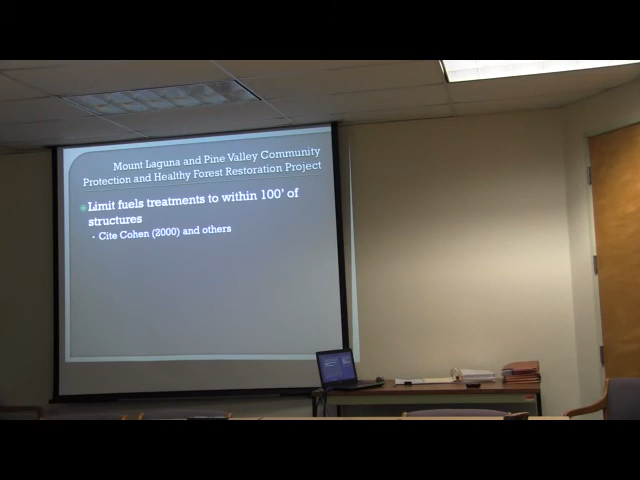 Mount Laguna and Pine Valley Community
Protection and Healthy Forest Restoration Project
Limit fuels treatments to within 100' of
structures
Cite Cohen (2000) and others